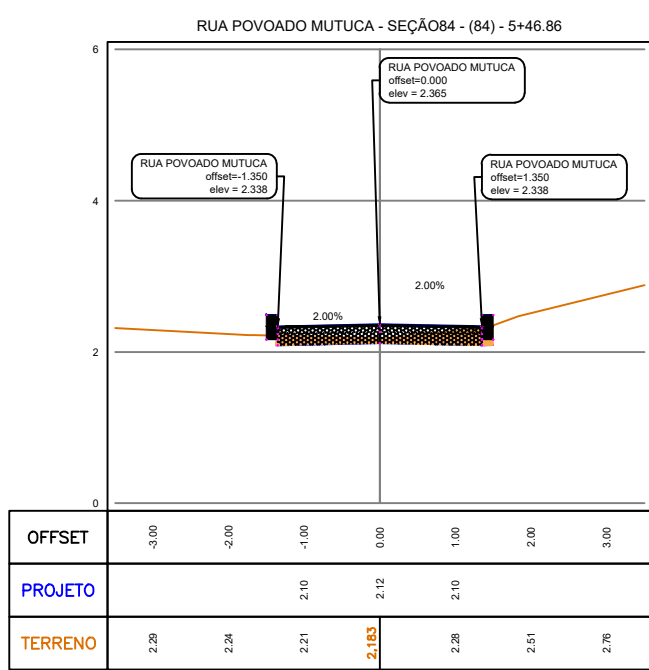 RUA POVOADO MUTUCA - SEÇÃO84 - (84) - 5+46.86
6
RUA POVOADO MUTUCA
offset=0.000
elev = 2.365
RUA POVOADO MUTUCA
offset=-1.350
elev = 2.338
RUA POVOADO MUTUCA
offset=1.350
elev = 2.338
4
2.00%
2.00%
2
0
OFFSET -3.00 -2.00 -1.00 0.00 1.00 2.00 3.00
PROJETO 2.10 2.12 2.10
TERRENO 2.29 2.24 2.21 2,183 2.28 2.51 2.76